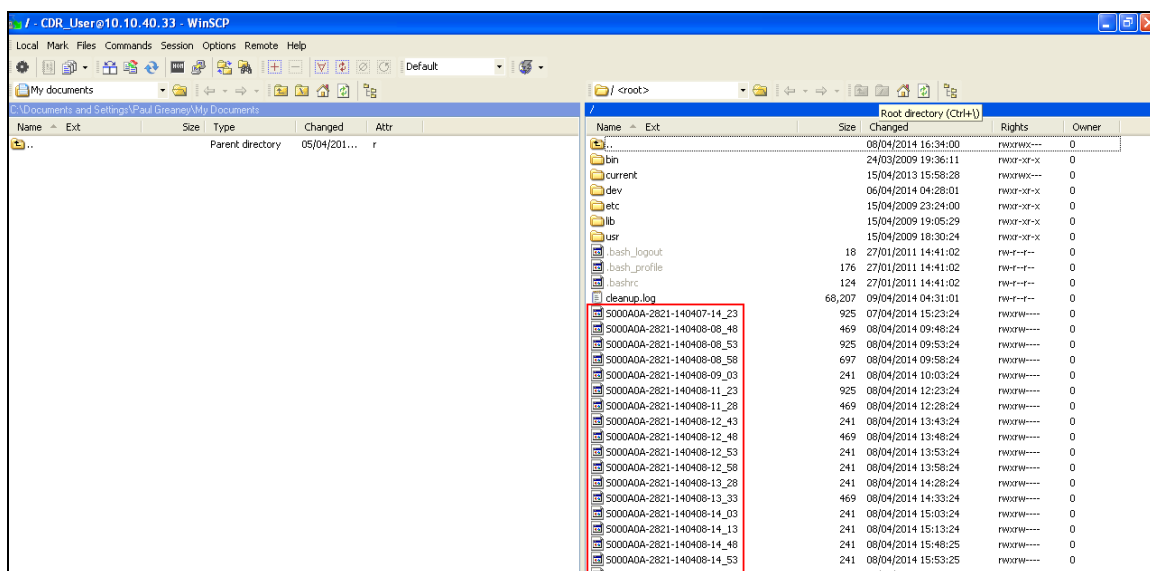 / - CDR_User@10.10.40.33 - WinSCP
Local Mark Files Commands Session Options Remote Help
Default
My documents
/ <root>
C:\Documents and Settings\Paul Greaney\My Documents
/
Root directory (Ctrl+\)
Name Ext Size Type Changed Attr
Name Ext Size Changed Rights Owner
.. Parent directory 05/04/201... r
.. 08/04/2014 16:34:00 rwxrwx--- 0
bin 24/03/2009 19:36:11 rwxr-xr-x 0
current 15/04/2013 15:58:28 rwxrwx--- 0
dev 06/04/2014 04:28:01 rwxr-xr-x 0
etc 15/04/2009 23:24:00 rwxr-xr-x 0
lib 15/04/2009 19:05:29 rwxr-xr-x 0
usr 15/04/2009 18:30:24 rwxr-xr-x 0
.bash_logout 18 27/01/2011 14:41:02 rw-r--r-- 0
.bash_profile 176 27/01/2011 14:41:02 rw-r--r-- 0
.bashrc 124 27/01/2011 14:41:02 rw-r--r-- 0
cleanup.log 68,207 09/04/2014 04:31:01 rw-r--r-- 0
S000A0A-2821-140407-14_23 925 07/04/2014 15:23:24 rwxrw---- 0
S000A0A-2821-140408-08_48 469 08/04/2014 09:48:24 rwxrw---- 0
S000A0A-2821-140408-08_53 925 08/04/2014 09:53:24 rwxrw---- 0
S000A0A-2821-140408-08_58 697 08/04/2014 09:58:24 rwxrw---- 0
S000A0A-2821-140408-09_03 241 08/04/2014 10:03:24 rwxrw---- 0
S000A0A-2821-140408-11_23 925 08/04/2014 12:23:24 rwxrw---- 0
S000A0A-2821-140408-11_28 469 08/04/2014 12:28:24 rwxrw---- 0
S000A0A-2821-140408-12_43 241 08/04/2014 13:43:24 rwxrw---- 0
S000A0A-2821-140408-12_48 469 08/04/2014 13:48:24 rwxrw---- 0
S000A0A-2821-140408-12_53 241 08/04/2014 13:53:24 rwxrw---- 0
S000A0A-2821-140408-12_58 241 08/04/2014 13:58:24 rwxrw---- 0
S000A0A-2821-140408-13_28 241 08/04/2014 14:28:24 rwxrw---- 0
S000A0A-2821-140408-13_33 469 08/04/2014 14:33:24 rwxrw---- 0
S000A0A-2821-140408-14_03 241 08/04/2014 15:03:24 rwxrw---- 0
S000A0A-2821-140408-14_13 241 08/04/2014 15:13:24 rwxrw---- 0
S000A0A-2821-140408-14_48 241 08/04/2014 15:48:25 rwxrw---- 0
S000A0A-2821-140408-14_53 241 08/04/2014 15:53:25 rwxrw---- 0